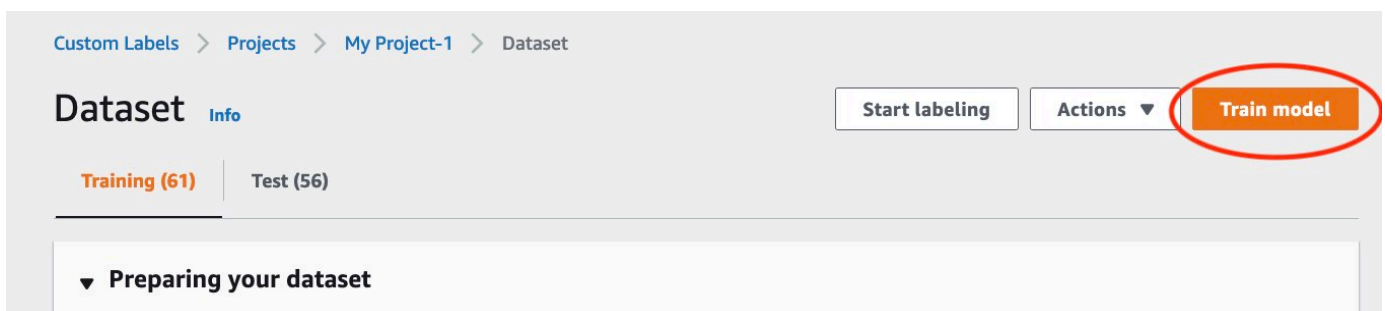 Custom Labels > Projects > My Project-1 > Dataset
Dataset Info
Start labeling Actions ▼ Train model
Training (61) Test (56)
▼ Preparing your dataset